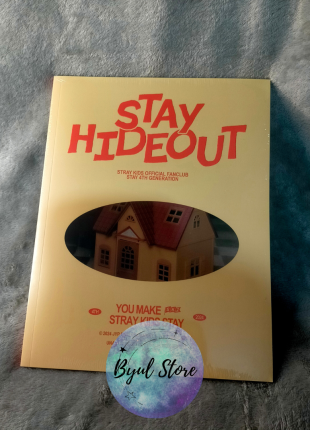 STAY
HIDEOUT
STRAY KIDS OFFICIAL FANCLUB
STAY 4TH GENERATION
YOU MAKE
STRAY KIDS STAY
Byul Store